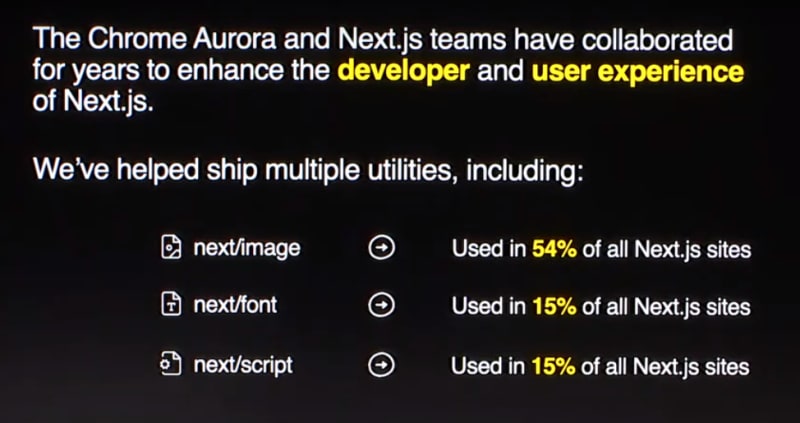 The Chrome Aurora and Next.js teams have collaborated
for years to enhance the developer and user experience
of Next.js.
We've helped ship multiple utilities, including:
next/image Used in 54% of all Next.js sites
next/font Used in 15% of all Next.js sites
next/script Used in 15% of all Next.js sites